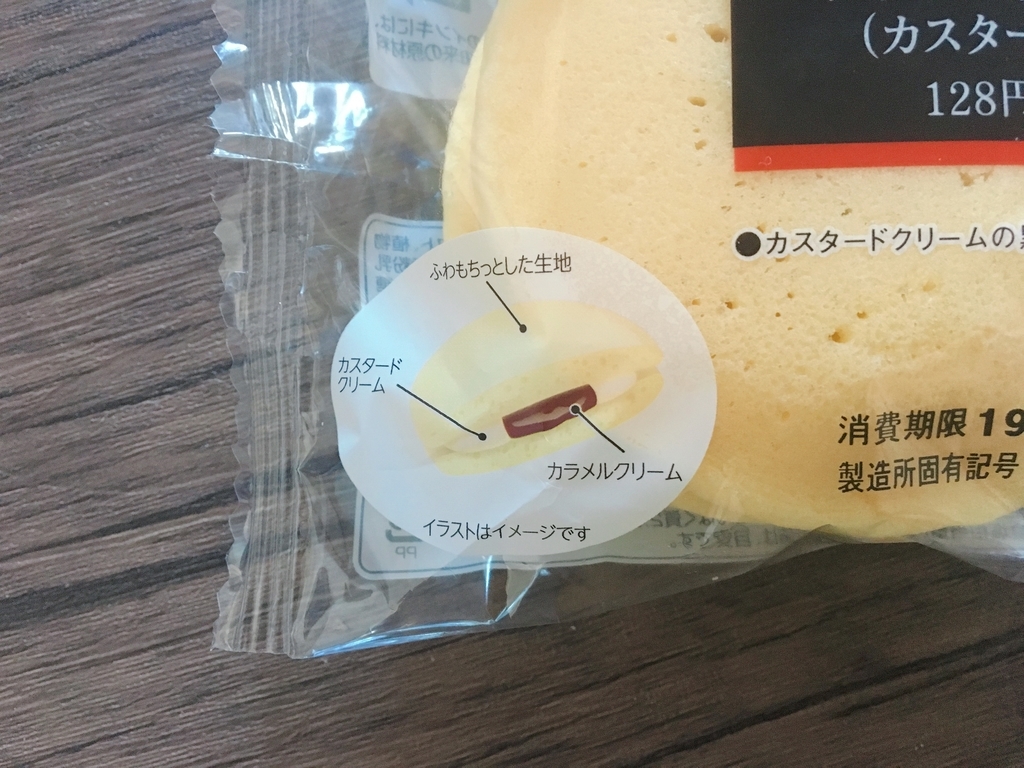 (カスター
128円
●カスタードクリームの
ふわもちっとした生地
カスタード
クリーム
カラメルクリーム
イラストはイメージです
消費期限 19
製造所固有記号